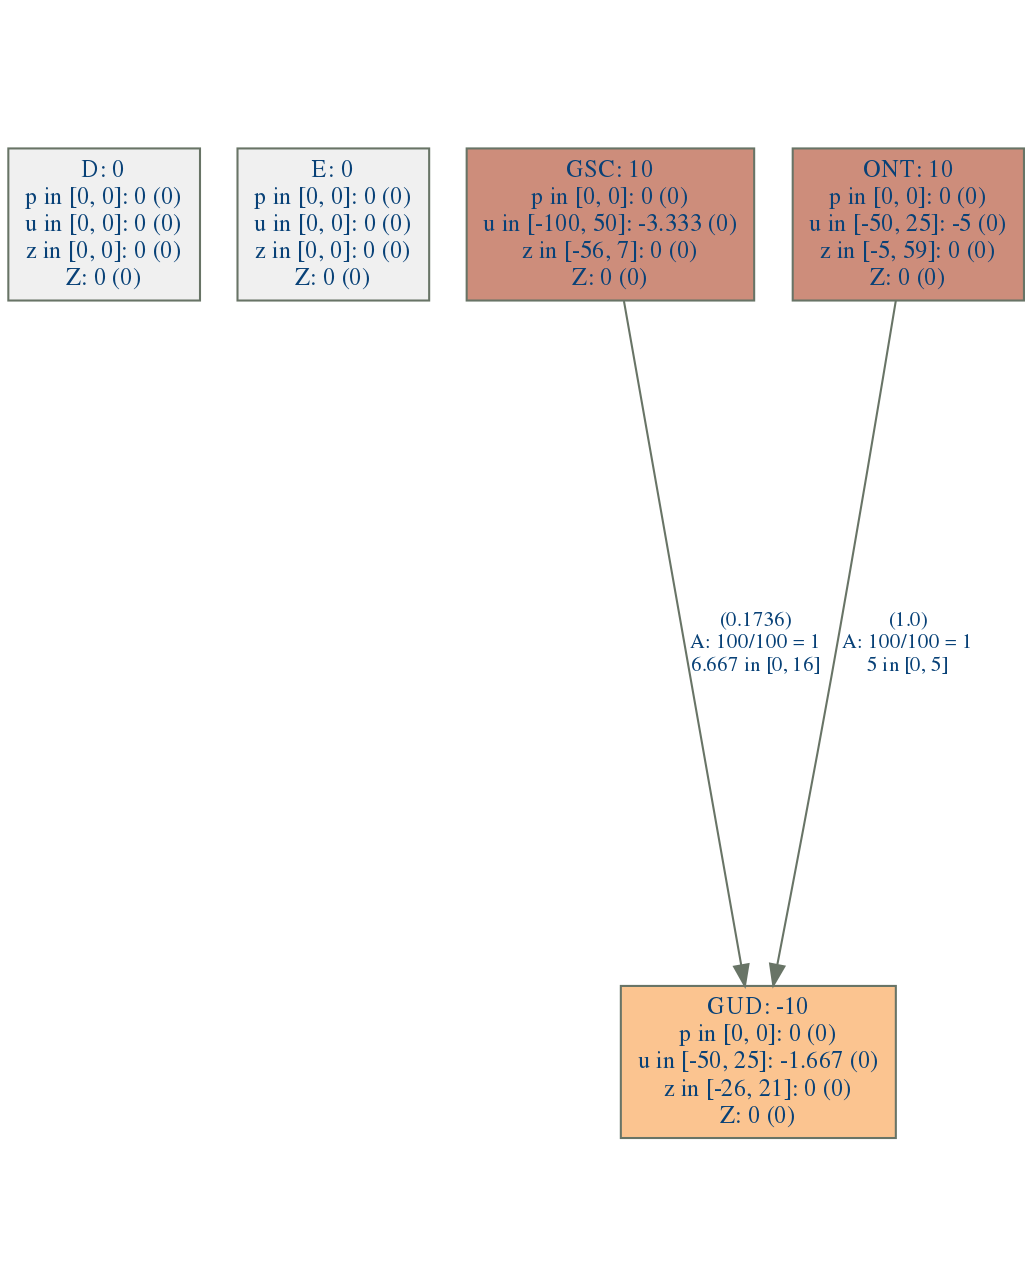 D: 0
p in [0, 0]: 0 (0)
u in [0, 0]: 0 (0)
z in [0, 0]: 0 (0)
Z: 0 (0)
E: 0
p in [0, 0]: 0 (0)
u in [0, 0]: 0 (0)
z in [0, 0]: 0 (0)
Z: 0 (0)
GSC: 10
p in [0, 0]: 0 (0)
u in [-100, 50]: -3.333 (0)
z in [-56, 7]: 0 (0)
Z: 0 (0)
ONT: 10
p in [0, 0]: 0 (0)
u in [-50, 25]: -5 (0)
z in [-5, 59]: 0 (0)
Z: 0 (0)
(0.1736)
A: 100/100 = 1
6.667 in [0, 16]
(1.0)
A: 100/100 = 1
5 in [0, 5]
GUD: -10
p in [0, 0]: 0 (0)
u in [-50, 25]: -1.667 (0)
z in [-26, 21]: 0 (0)
Z: 0 (0)